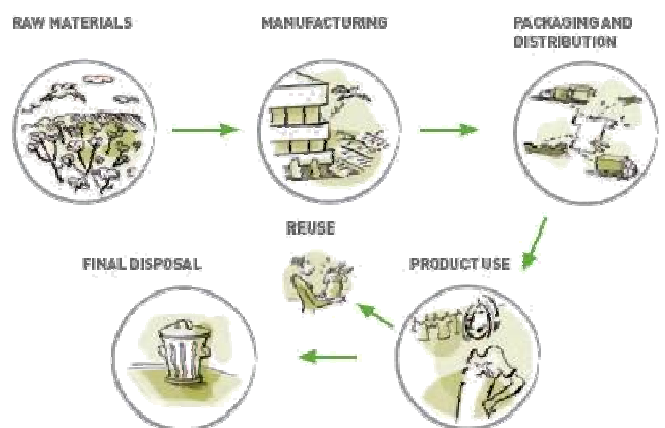 RAW MATERIALS
MANUFACTURING
PACKAGING AND
DISTRIBUTION
REUSE
FINAL DISPOSAL
PRODUCT USE